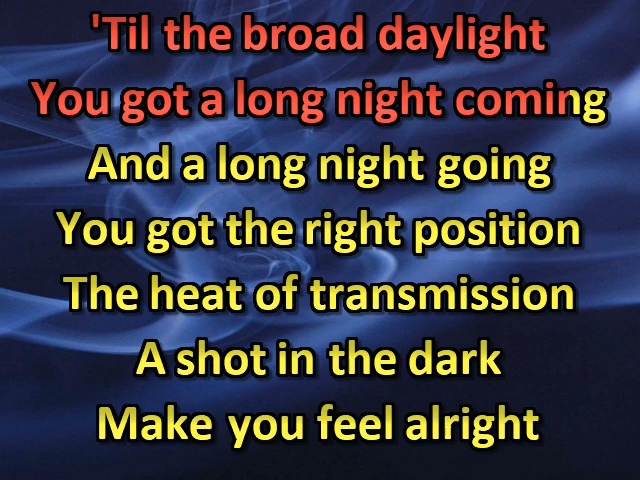 'Til the broad daylight
You got a long night coming
And a long night going
You got the right position
The heat of transmission
A shot in the dark
Make you feel alright